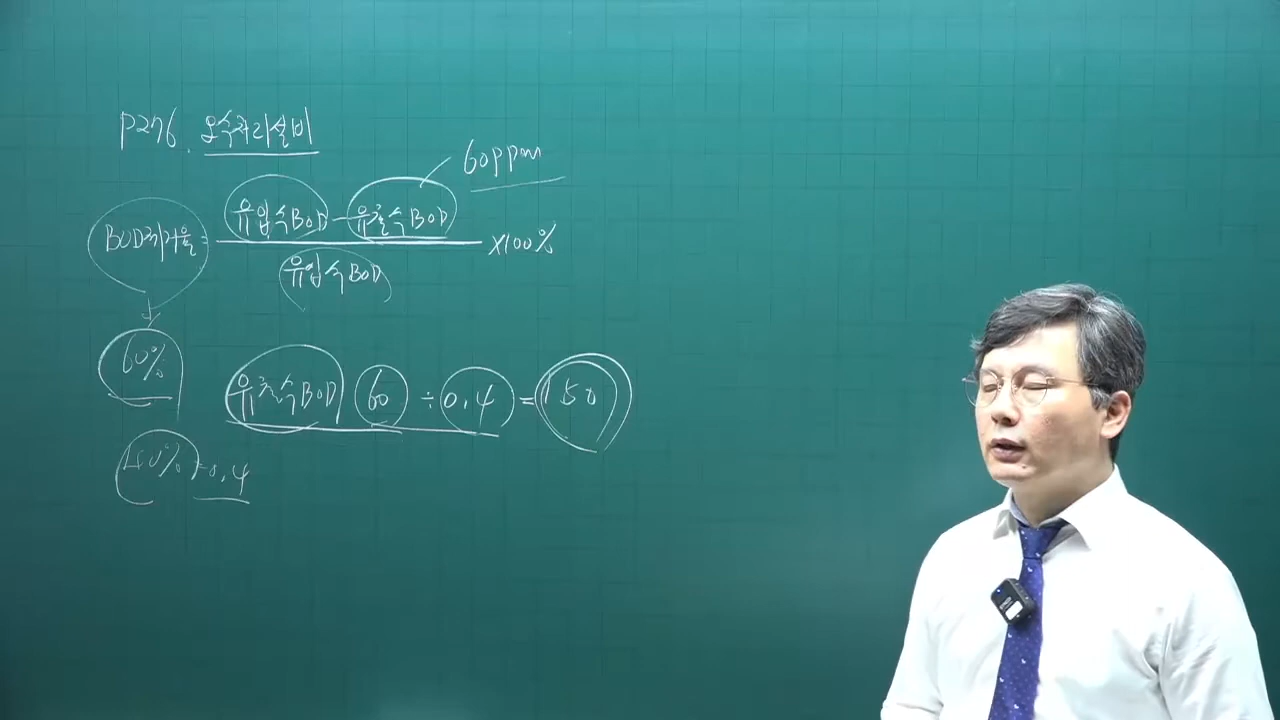 P276. 오수처리설비
60ppm
유입수BOD - 유출수BOD
BOD제거율 = ×100%
유입수BOD
60%
유출수BOD 60 ÷ 0.4 = 150
40% = 0.4